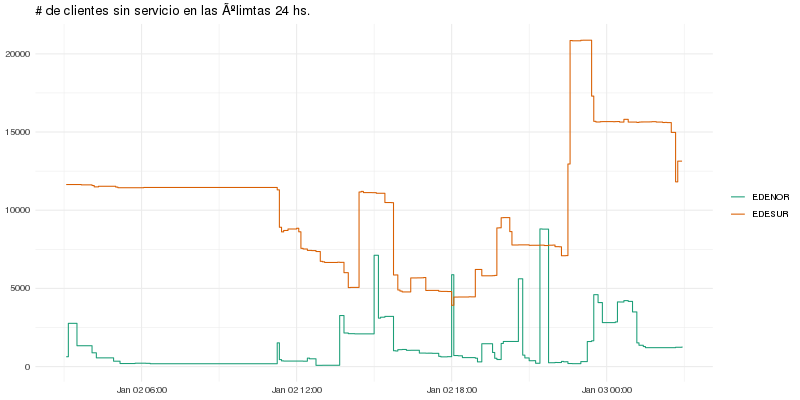 # de clientes sin servicio en las Ãºlimtas 24 hs.
20000
15000
10000
5000
0
Jan 02 06:00
Jan 02 12:00
Jan 02 18:00
Jan 03 00:00
EDENOR
EDESUR